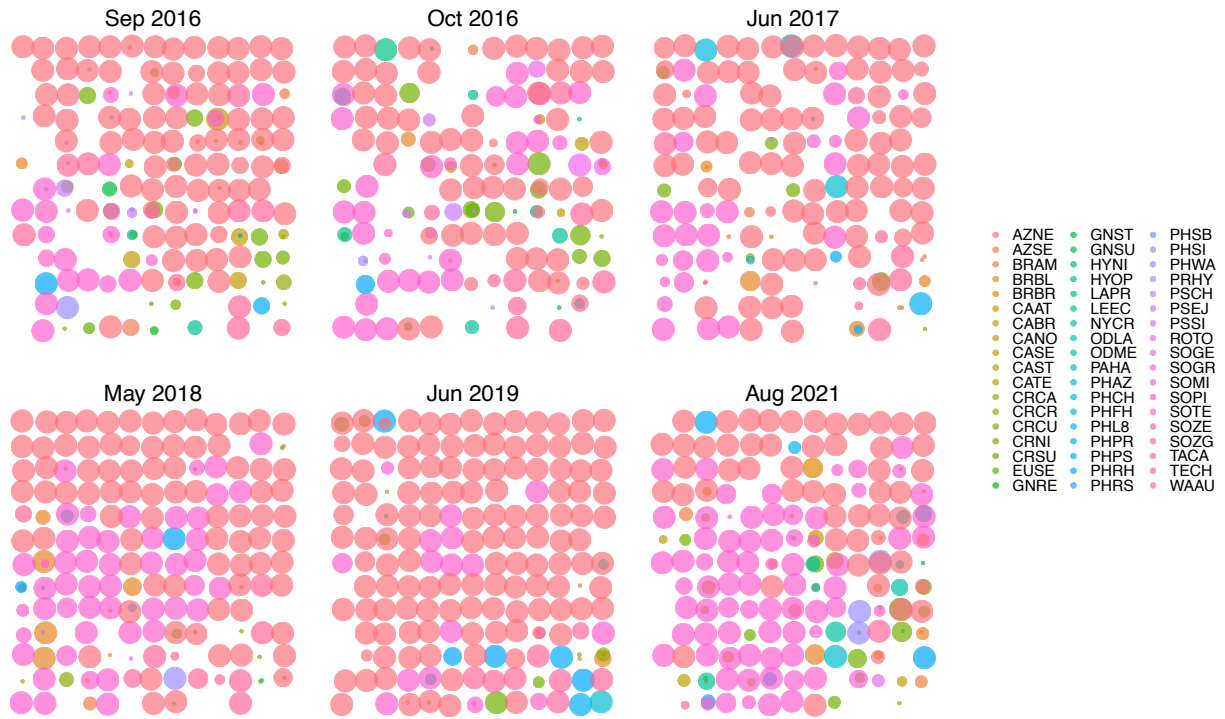 Sep 2016
Oct 2016
Jun 2017
May 2018
Jun 2019
Aug 2021
AZNE
AZSE
BRAM
BRBL
BRBR
CAAT
CABR
CANO
CASE
CAST
CATE
CRCA
CRCR
CRCU
CRNI
CRSU
EUSE
GNRE
GNST
GNSU
HYNI
HYOP
LAPR
LEEC
NYCR
ODLA
ODME
PAHA
PHAZ
PHCH
PHFH
PHL8
PHPR
PHPS
PHRH
PHRS
PHSB
PHSI
PHWA
PRHY
PSCH
PSEJ
PSSI
ROTO
SOGE
SOGR
SOMI
SOPI
SOTE
SOZE
SOZG
TACA
TECH
WAAU